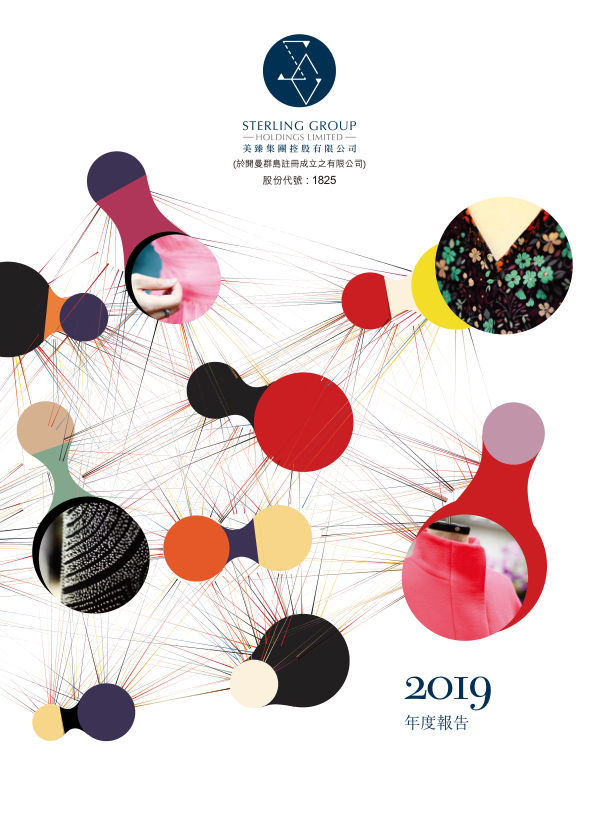 STERLING GROUP
HOLDINGS LIMITED
美臻集團控股有限公司
(於開曼群島註冊成立之有限公司)
股份代號：1825
2019
年度報告